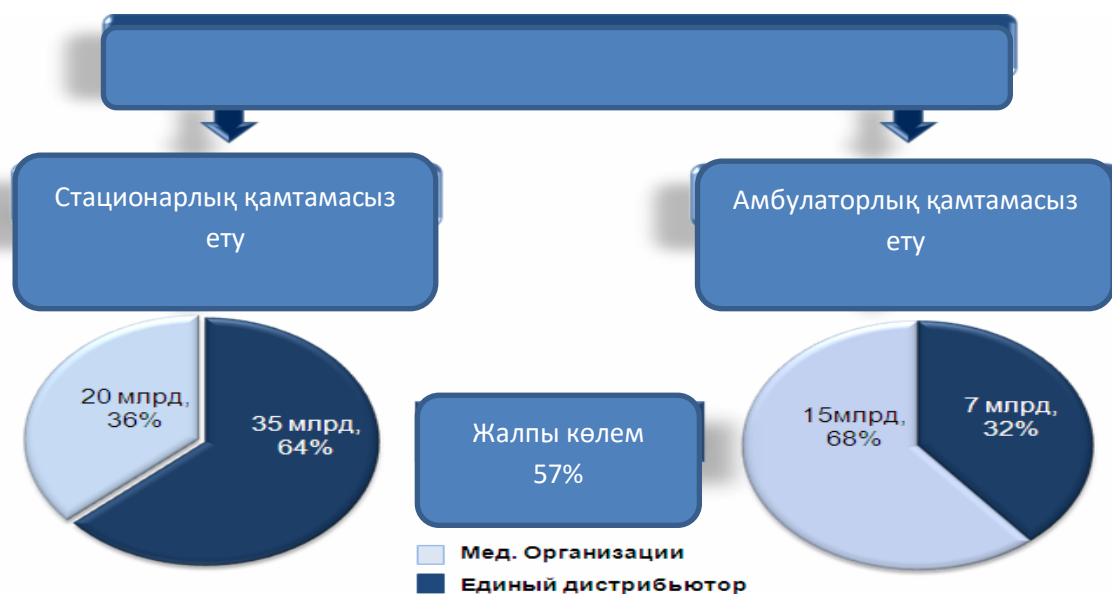 Стационарлық қамтамасыз
ету
Амбулаторлық қамтамасыз
ету
20 млрд,
36%
35 млрд,
64%
Жалпы көлем
57%
15млрд,
68%
7 млрд,
32%
Мед. Организации
Единый дистрибьютор